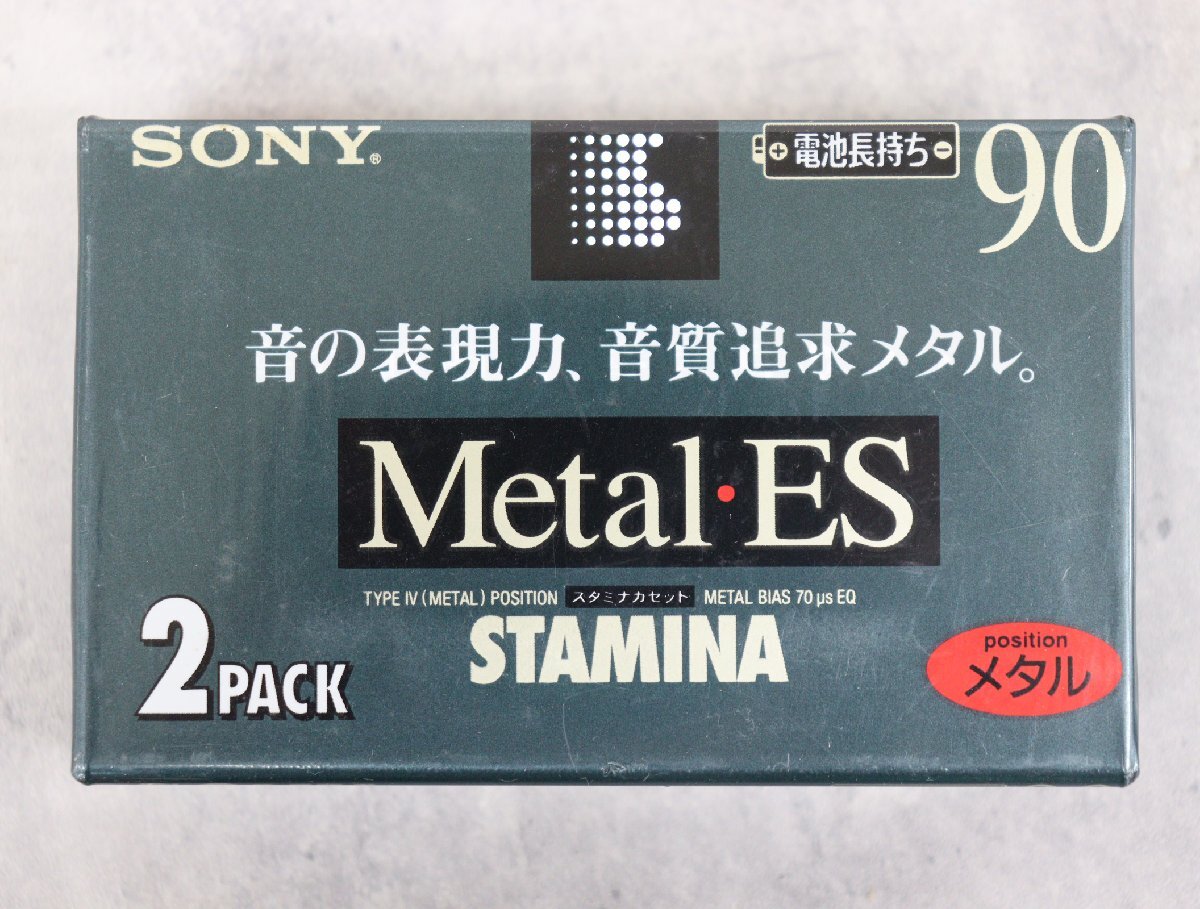 SONY®
+ 電池長持ち −
90
音の表現力、音質追求メタル。
Metal·ES
TYPE IV (METAL) POSITION スタミナカセット METAL BIAS 70 µs EQ
STAMINA
2PACK
position
メタル